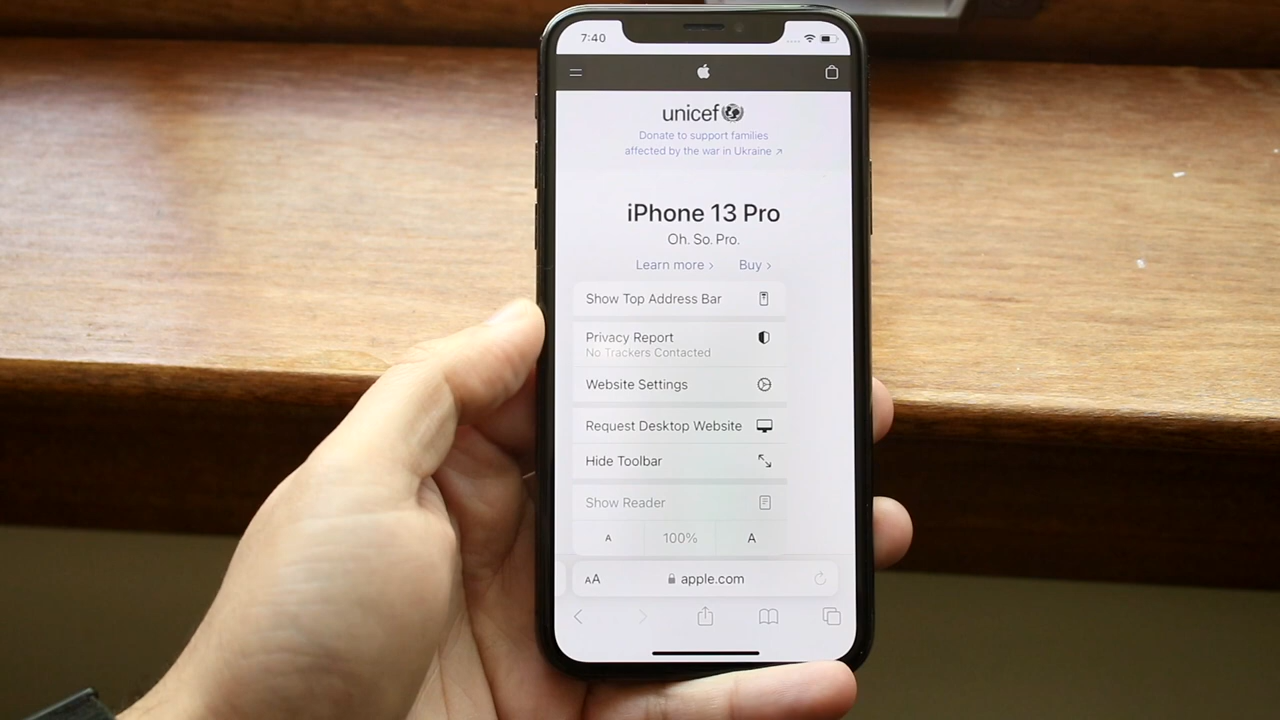 7:40
unicef
Donate to support families
affected by the war in Ukraine ↗
iPhone 13 Pro
Oh. So. Pro.
Learn more > Buy >
Show Top Address Bar
Privacy Report
No Trackers Contacted
Website Settings
Request Desktop Website
Hide Toolbar
Show Reader
A 100% A
AA apple.com